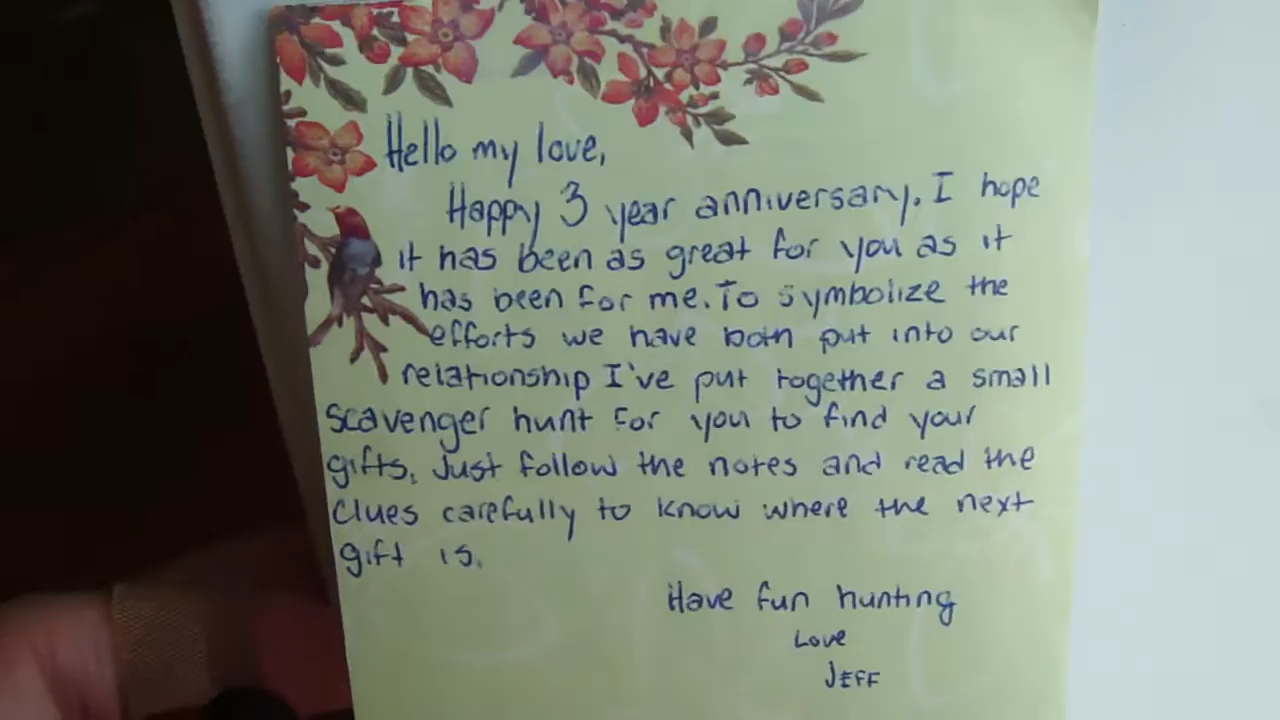 Hello my love,
Happy 3 year anniversary. I hope
it has been as great for you as it
has been for me. To symbolize the
efforts we have both put into our
relationship I've put together a small
scavenger hunt for you to find your
gifts. Just follow the notes and read the
clues carefully to know where the next
gift is.
Have fun hunting
Love
JEFF